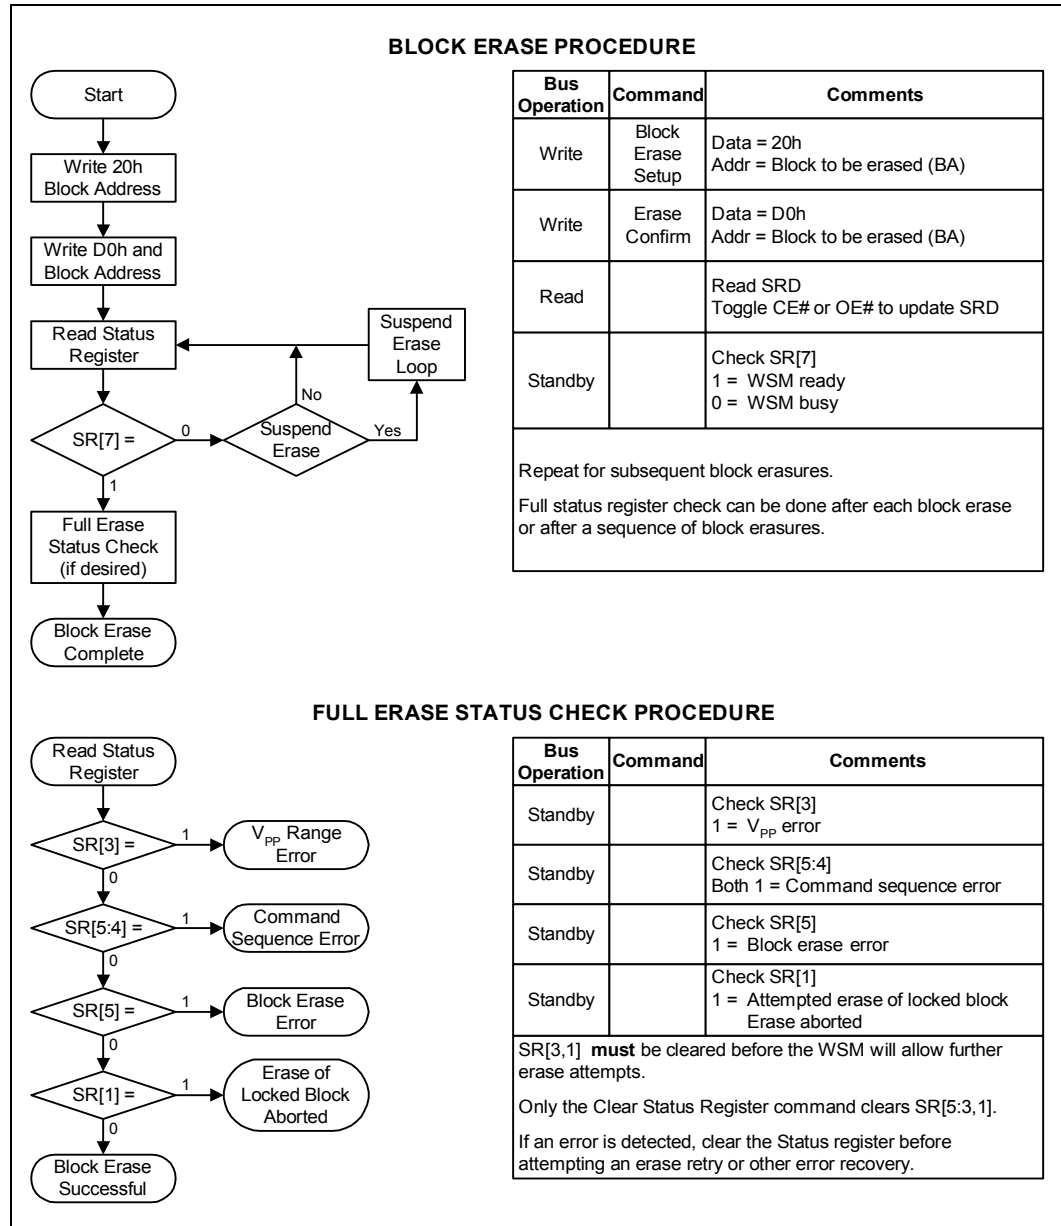 BLOCK ERASE PROCEDURE
Start
Write 20h
Block Address
Write D0h and
Block Address
Read Status
Register
Suspend
Erase
Loop
No
SR[7] =
0
Suspend
Erase
Yes
1
Full Erase
Status Check
(if desired)
Block Erase
Complete
Bus
Operation
Command
Comments
Write
Block
Erase
Setup
Data = 20h
Addr = Block to be erased (BA)
Write
Erase
Confirm
Data = D0h
Addr = Block to be erased (BA)
Read
Read SRD
Toggle CE# or OE# to update SRD
Standby
Check SR[7]
1 = WSM ready
0 = WSM busy
Repeat for subsequent block erasures.
Full status register check can be done after each block erase
or after a sequence of block erasures.
FULL ERASE STATUS CHECK PROCEDURE
Read Status
Register
SR[3] =
1
VPP Range
Error
0
SR[5:4] =
1
Command
Sequence Error
0
SR[5] =
1
Block Erase
Error
0
SR[1] =
1
Erase of
Locked Block
Aborted
0
Block Erase
Successful
Bus
Operation
Command
Comments
Standby
Check SR[3]
1 = VPP error
Standby
Check SR[5:4]
Both 1 = Command sequence error
Standby
Check SR[5]
1 = Block erase error
Standby
Check SR[1]
1 = Attempted erase of locked block
Erase aborted
SR[3,1] must be cleared before the WSM will allow further
erase attempts.
Only the Clear Status Register command clears SR[5:3,1].
If an error is detected, clear the Status register before
attempting an erase retry or other error recovery.